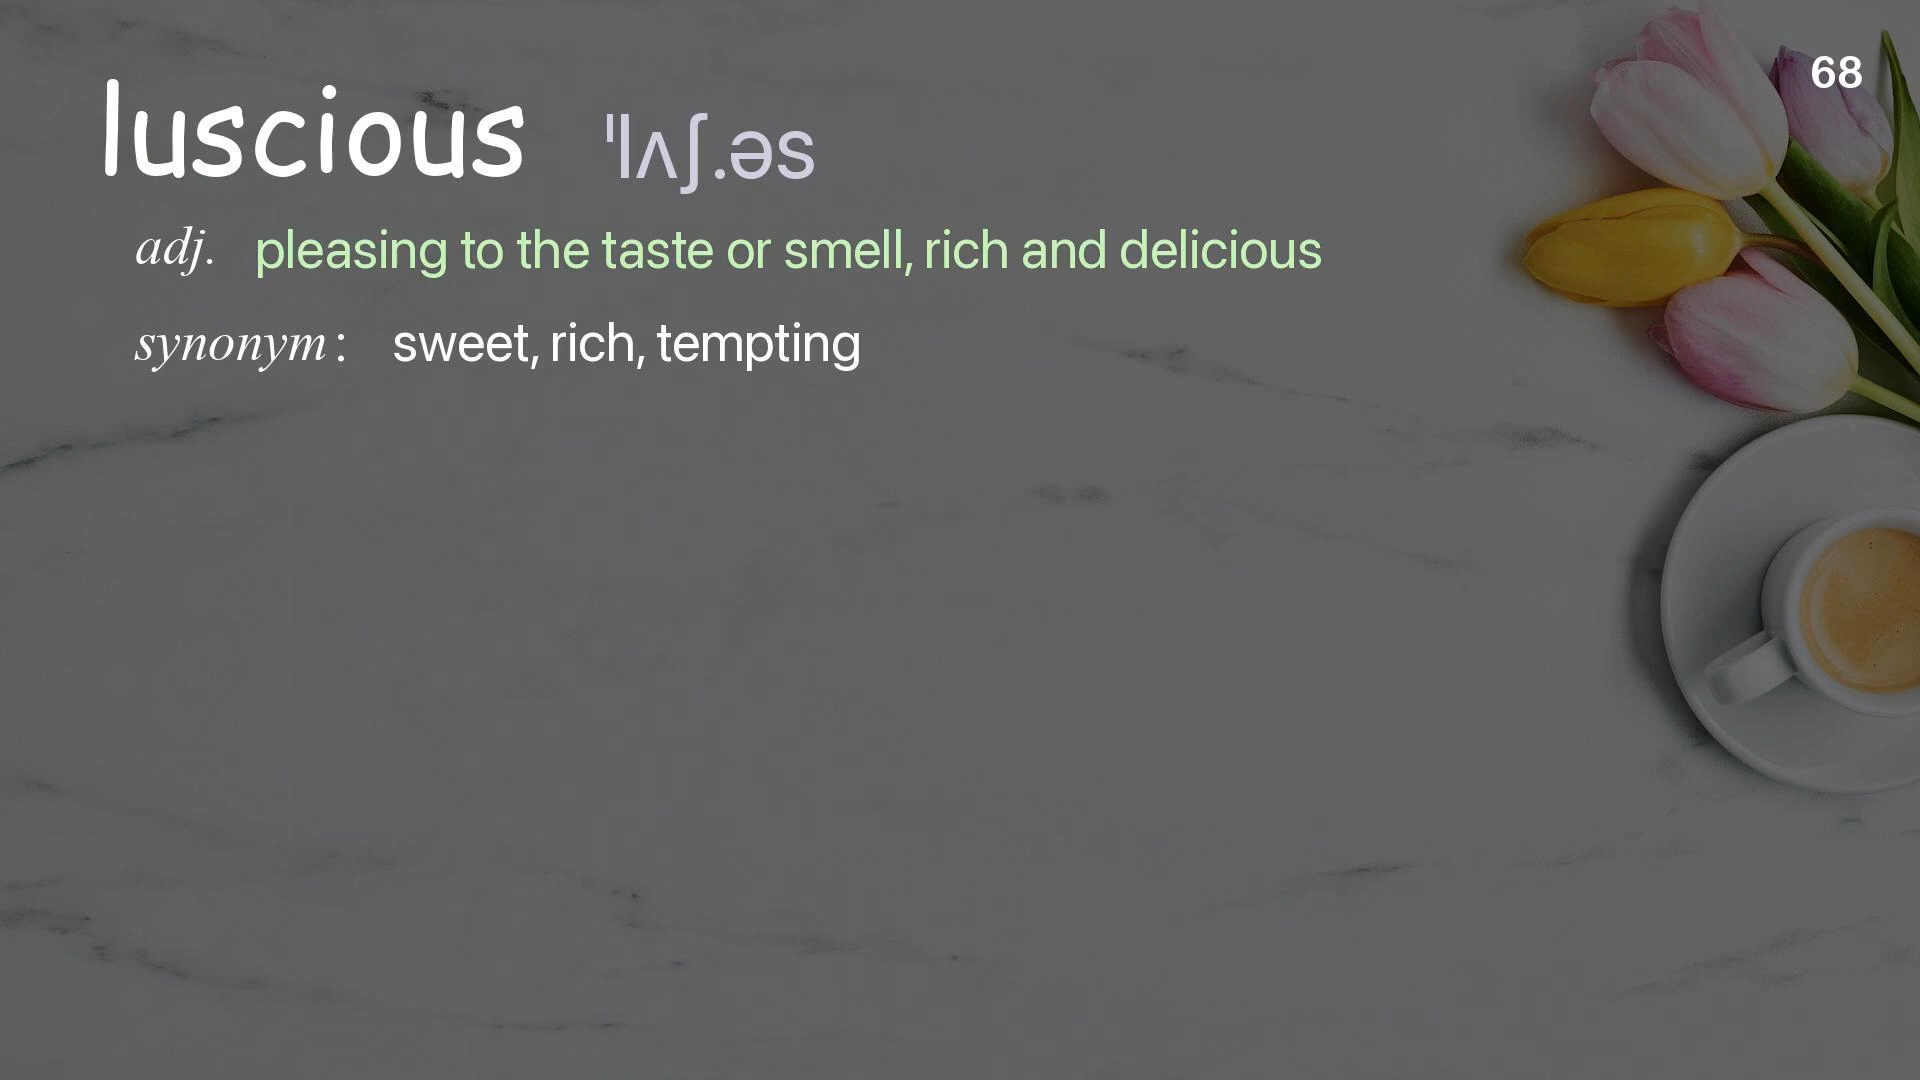 68
luscious ˈlʌʃ.əs
adj. pleasing to the taste or smell, rich and delicious
synonym : sweet, rich, tempting